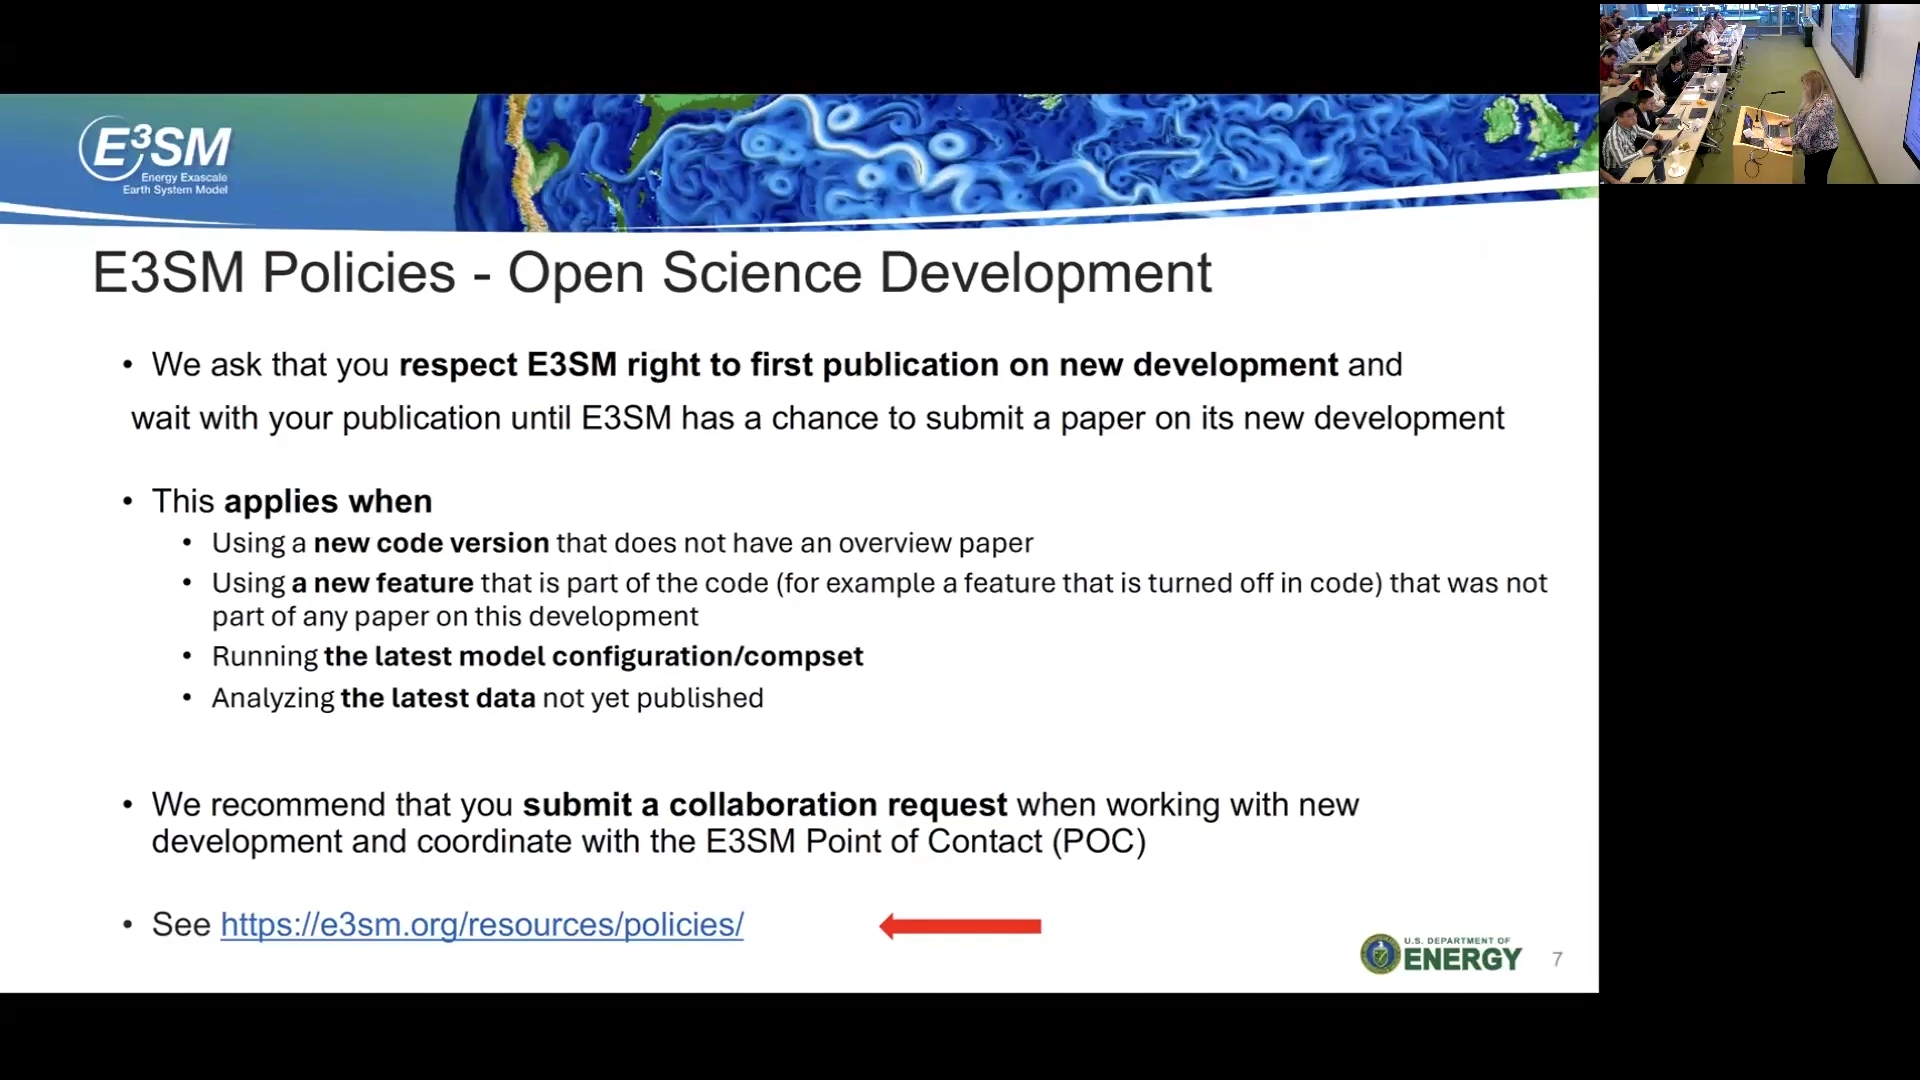 E³SM
Energy Exascale
Earth System Model
E3SM Policies - Open Science Development
• We ask that you respect E3SM right to first publication on new development and
wait with your publication until E3SM has a chance to submit a paper on its new development
• This applies when
• Using a new code version that does not have an overview paper
• Using a new feature that is part of the code (for example a feature that is turned off in code) that was not
part of any paper on this development
• Running the latest model configuration/compset
• Analyzing the latest data not yet published
• We recommend that you submit a collaboration request when working with new
development and coordinate with the E3SM Point of Contact (POC)
• See https://e3sm.org/resources/policies/
U.S. DEPARTMENT OF
ENERGY
7